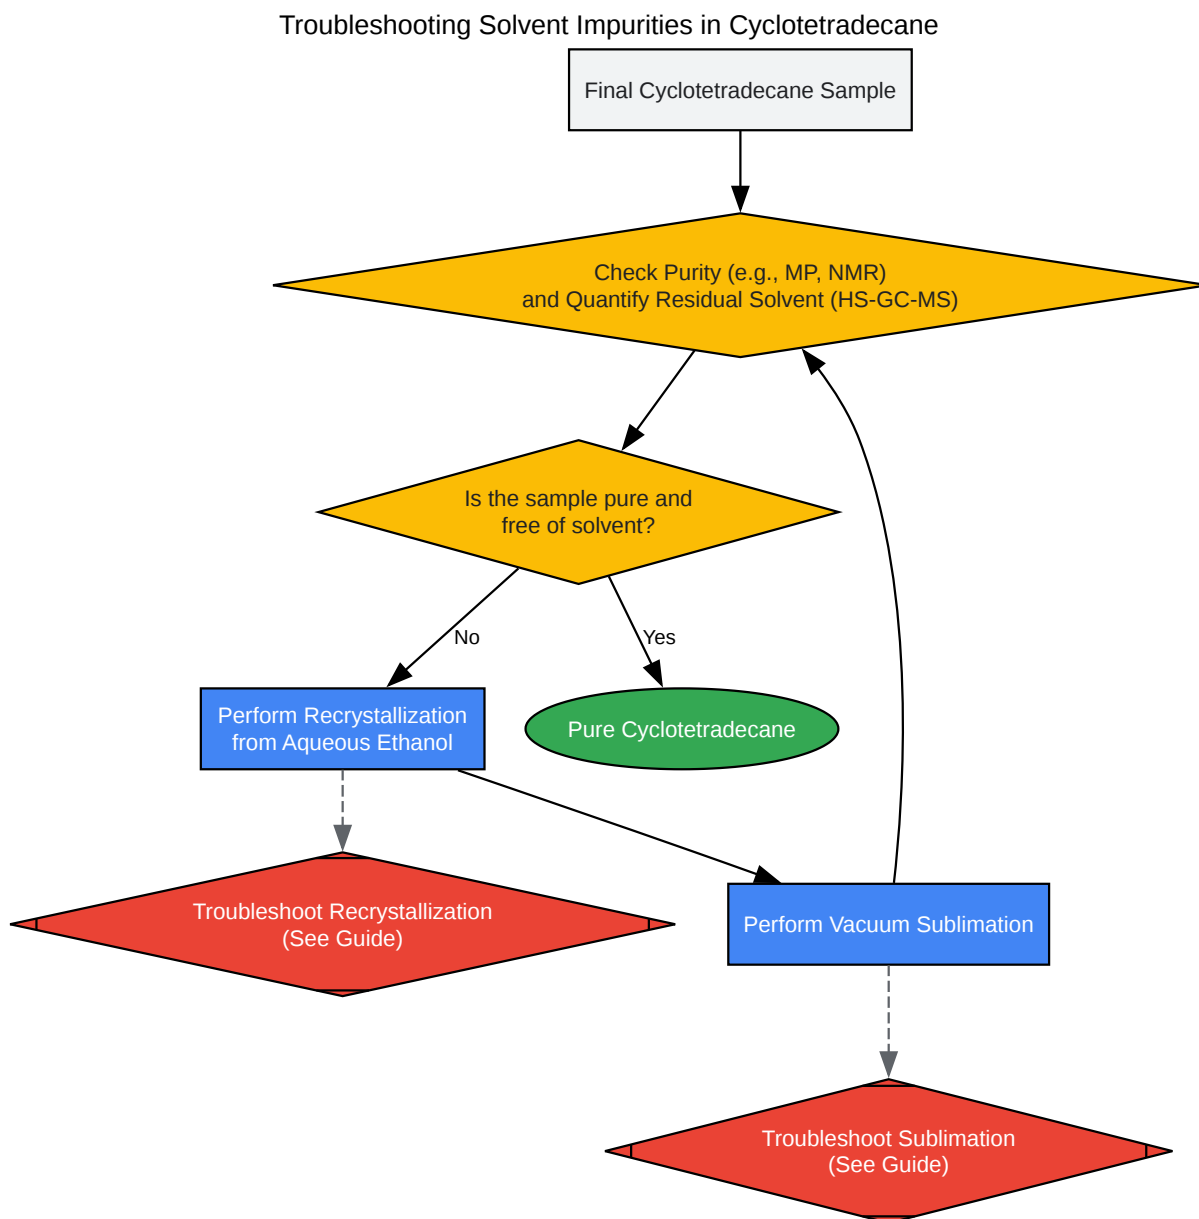 Troubleshooting Solvent Impurities in Cyclotetradecane
Final Cyclotetradecane Sample
Check Purity (e.g., MP, NMR)
and Quantify Residual Solvent (HS-GC-MS)
Is the sample pure and
free of solvent?
No
Yes
Perform Recrystallization
from Aqueous Ethanol
Pure Cyclotetradecane
Troubleshoot Recrystallization
(See Guide)
Perform Vacuum Sublimation
Troubleshoot Sublimation
(See Guide)